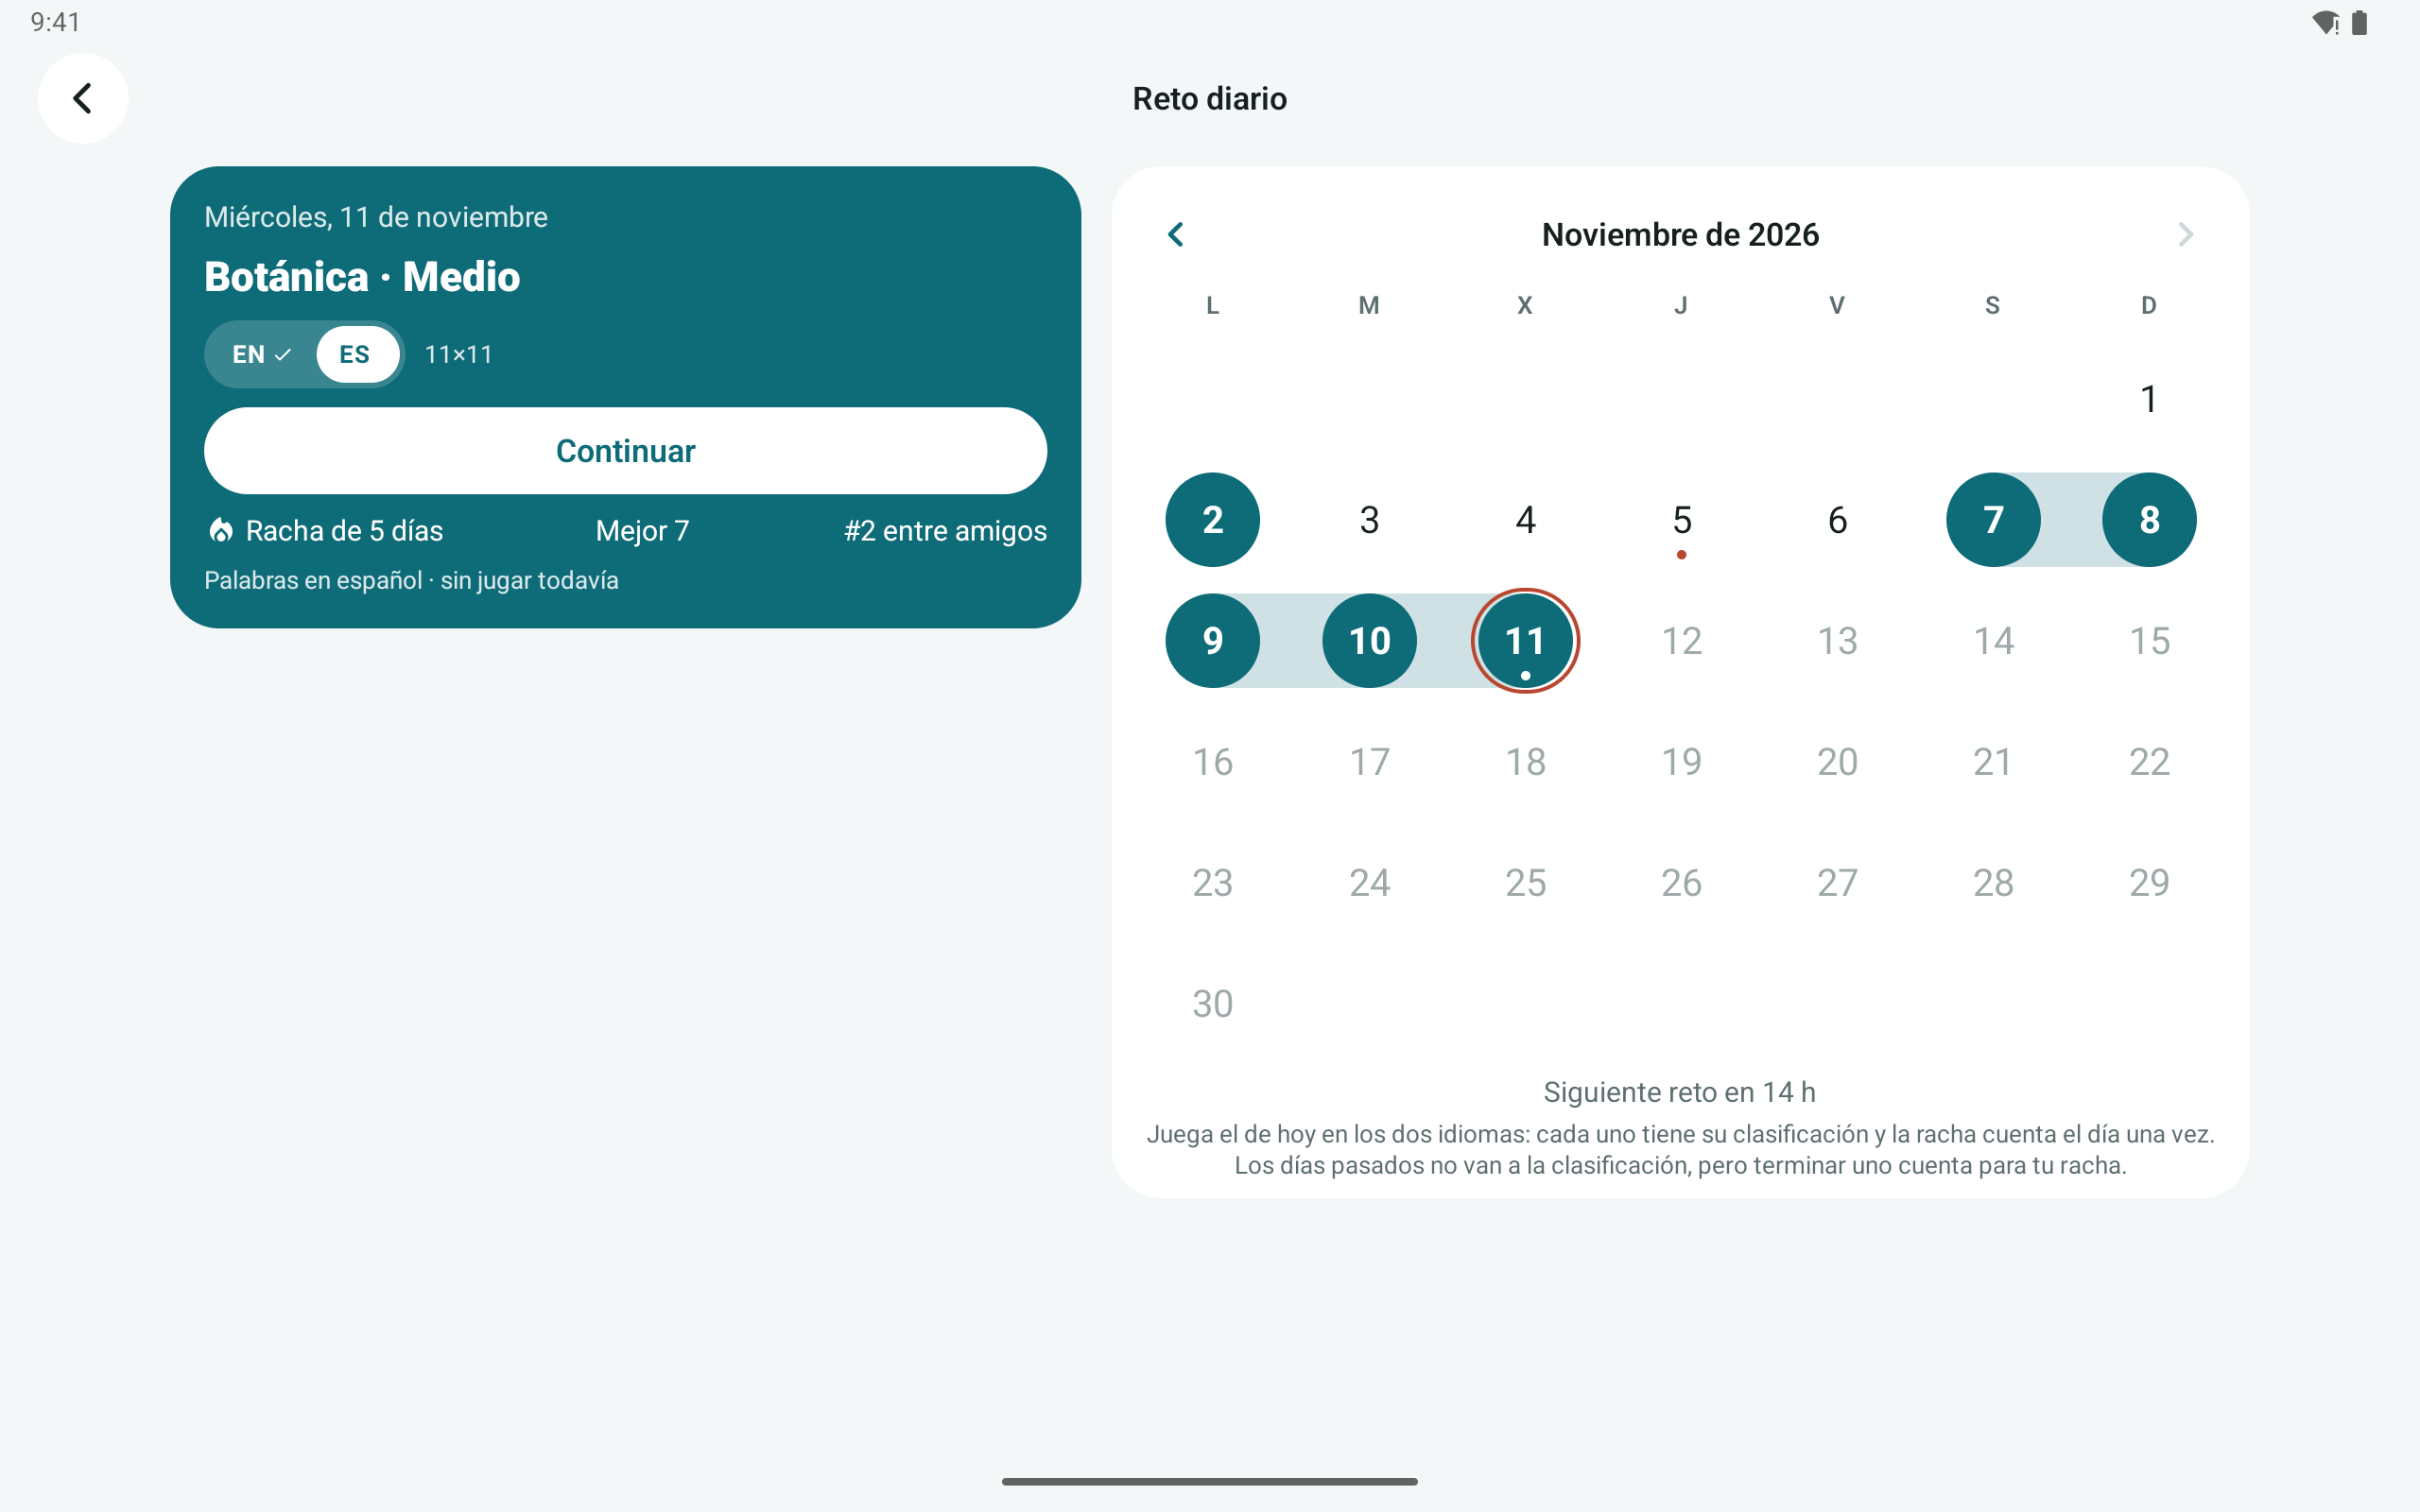 9:41
Reto diario
Miércoles, 11 de noviembre
Botánica · Medio
EN ✓ ES 11×11
Continuar
Racha de 5 días Mejor 7 #2 entre amigos
Palabras en español · sin jugar todavía
Noviembre de 2026
L M X J V S D
1
2 3 4 5 6 7 8
9 10 11 12 13 14 15
16 17 18 19 20 21 22
23 24 25 26 27 28 29
30
Siguiente reto en 14 h
Juega el de hoy en los dos idiomas: cada uno tiene su clasificación y la racha cuenta el día una vez.
Los días pasados no van a la clasificación, pero terminar uno cuenta para tu racha.